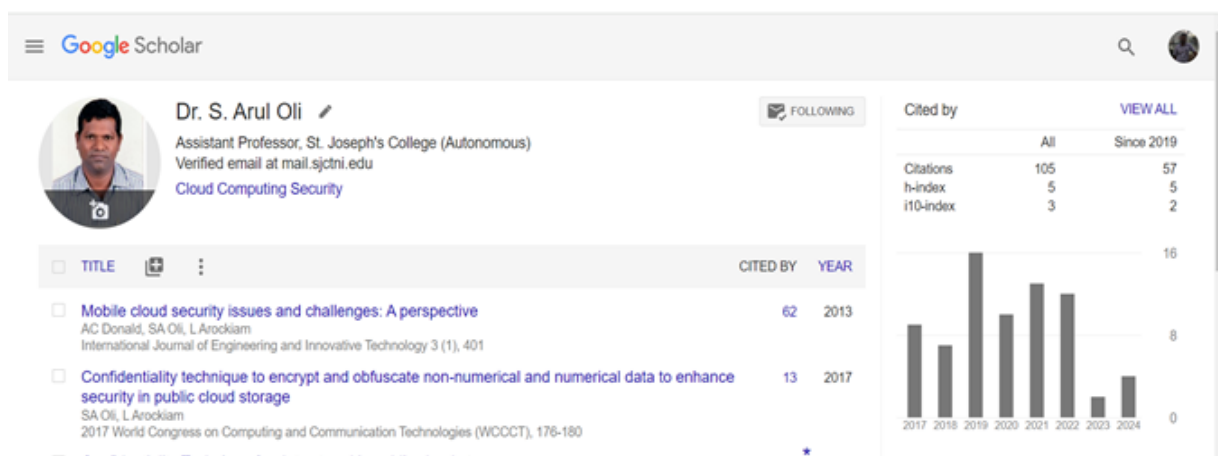 Google Scholar
Dr. S. Arul Oli
FOLLOWING
Assistant Professor, St. Joseph's College (Autonomous)
Verified email at mail.sjctni.edu
Cloud Computing Security
TITLE
CITED BY YEAR
Mobile cloud security issues and challenges: A perspective 62 2013
AC Donald, SA Oli, L Arockiam
International Journal of Engineering and Innovative Technology 3 (1), 401
Confidentiality technique to encrypt and obfuscate non-numerical and numerical data to enhance 13 2017
security in public cloud storage
SA Oli, L Arockiam
2017 World Congress on Computing and Communication Technologies (WCCCT), 176-180
*
Cited by VIEW ALL
All Since 2019
Citations 105 57
h-index 5 5
i10-index 3 2
16
8
0
2017 2018 2019 2020 2021 2022 2023 2024